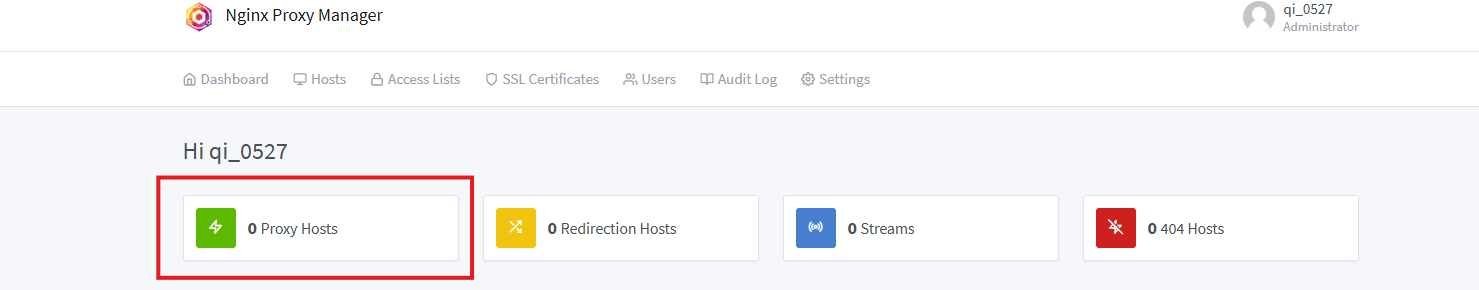 Nginx Proxy Manager
qi_0527
Administrator
Dashboard Hosts Access Lists SSL Certificates Users Audit Log Settings
Hi qi_0527
0 Proxy Hosts 0 Redirection Hosts 0 Streams 0 404 Hosts